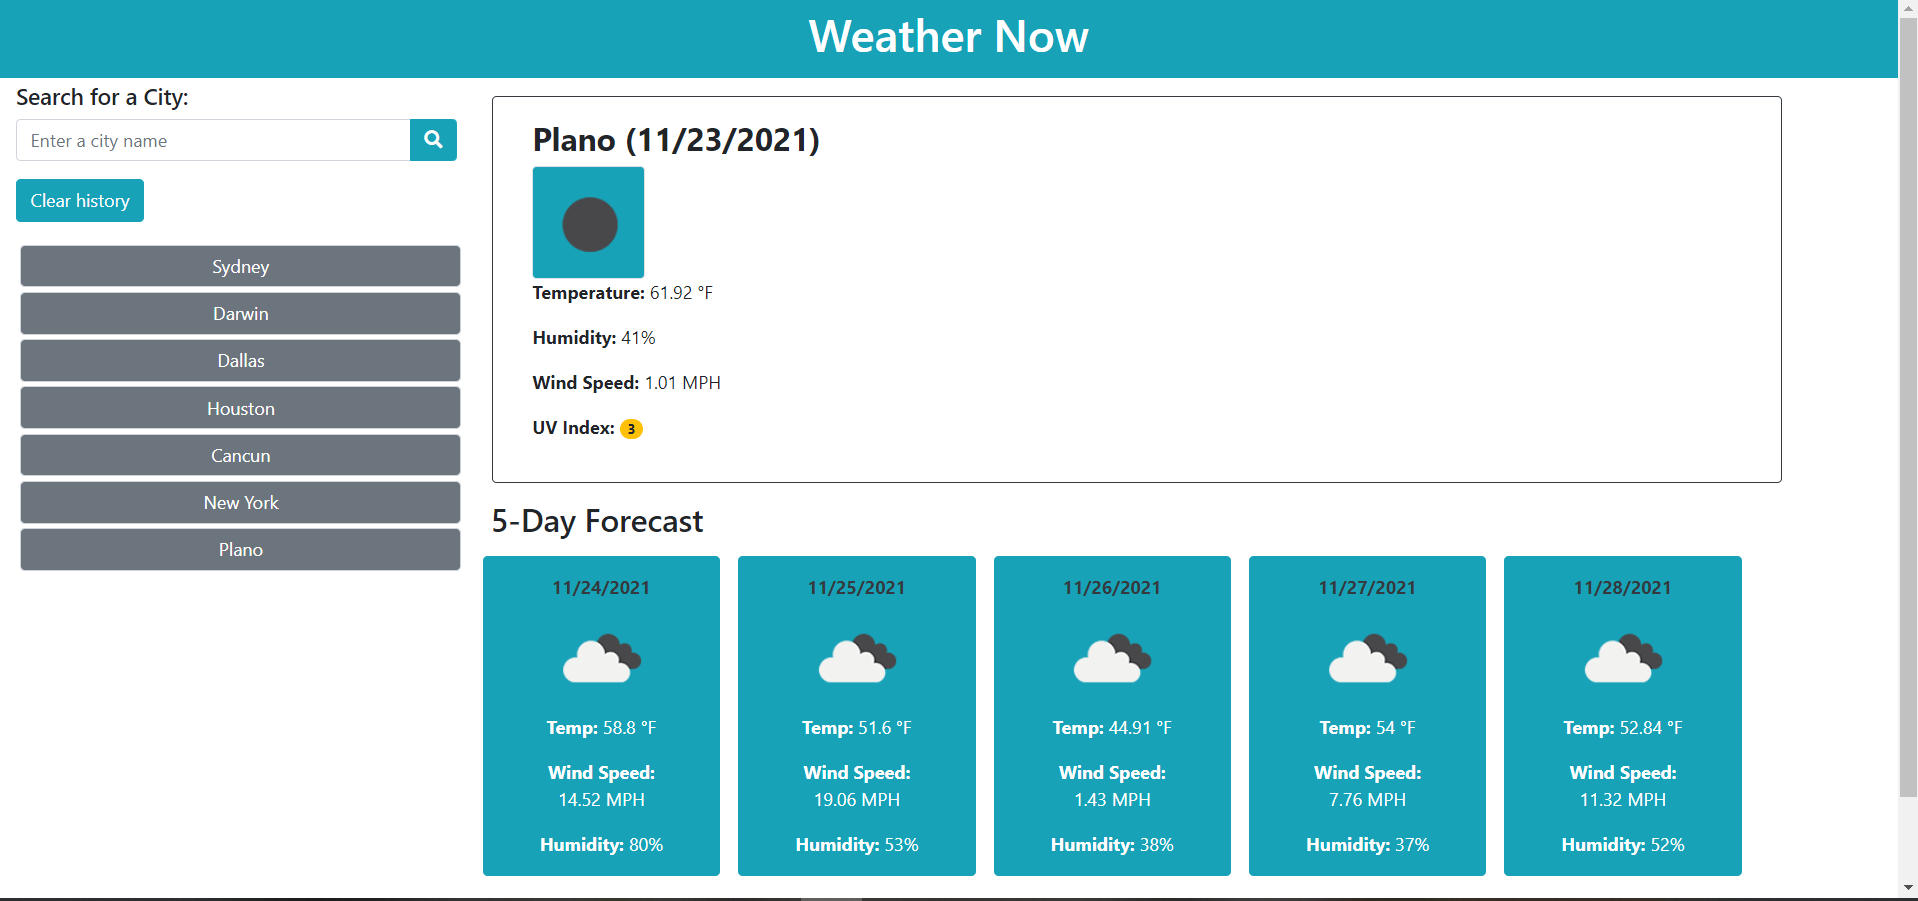 Weather Now
Search for a City:
Enter a city name
Clear history
Sydney
Darwin
Dallas
Houston
Cancun
New York
Plano
Plano (11/23/2021)
Temperature: 61.92 °F
Humidity: 41%
Wind Speed: 1.01 MPH
UV Index: 3
5-Day Forecast
11/24/2021
Temp: 58.8 °F
Wind Speed:
14.52 MPH
Humidity: 80%
11/25/2021
Temp: 51.6 °F
Wind Speed:
19.06 MPH
Humidity: 53%
11/26/2021
Temp: 44.91 °F
Wind Speed:
1.43 MPH
Humidity: 38%
11/27/2021
Temp: 54 °F
Wind Speed:
7.76 MPH
Humidity: 37%
11/28/2021
Temp: 52.84 °F
Wind Speed:
11.32 MPH
Humidity: 52%